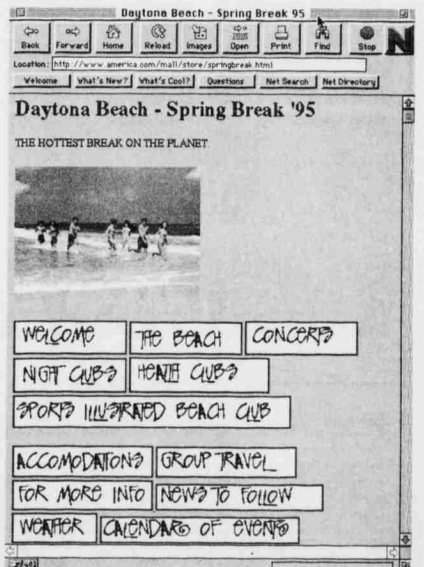 Daytona Beach - Spring Break '95
Back Forward Home Reload Images Open Print Find Stop N
Location: http://www.america.com/mall/store/springbreak.html
Welcome What's New? What's Cool? Questions Net Search Net Directory
Daytona Beach - Spring Break '95
THE HOTTEST BREAK ON THE PLANET
WELCOME THE BEACH CONCERTS
NIGHT CLUBS HEALTH CLUBS
SPORTS ILLUSTRATED BEACH CLUB
ACCOMODATIONS GROUP TRAVEL
FOR MORE INFO NEWS TO FOLLOW
WEATHER CALENDAR OF EVENTS